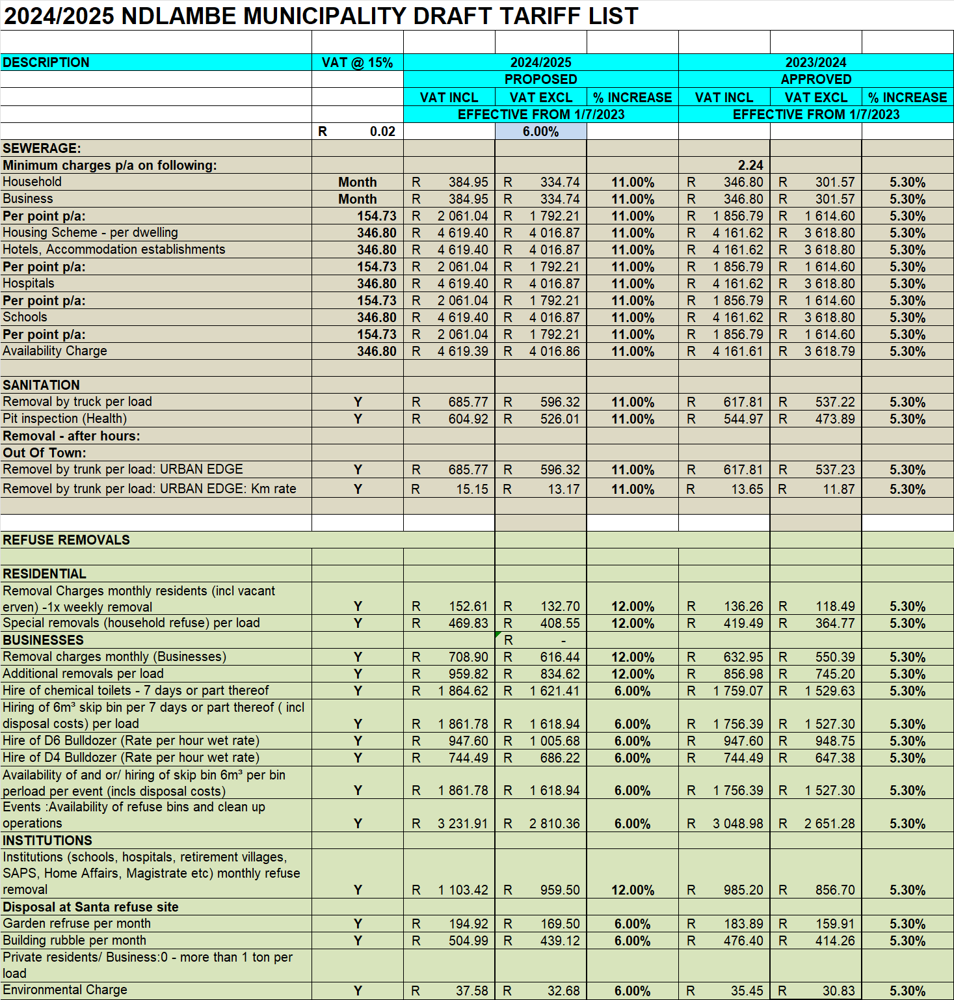 2024/2025 NDLAMBE MUNICIPALITY DRAFT TARIFF LIST
DESCRIPTION VAT @ 15% 2024/2025 2023/2024
PROPOSED APPROVED
VAT INCL VAT EXCL % INCREASE VAT INCL VAT EXCL % INCREASE
EFFECTIVE FROM 1/7/2023 EFFECTIVE FROM 1/7/2023
R 0.02 6.00%
SEWERAGE:
Minimum charges p/a on following: 2.24
Household Month R 384.95 R 334.74 11.00% R 346.80 R 301.57 5.30%
Business Month R 384.95 R 334.74 11.00% R 346.80 R 301.57 5.30%
Per point p/a: 154.73 R 2 061.04 R 1 792.21 11.00% R 1 856.79 R 1 614.60 5.30%
Housing Scheme - per dwelling 346.80 R 4 619.40 R 4 016.87 11.00% R 4 161.62 R 3 618.80 5.30%
Hotels, Accommodation establishments 346.80 R 4 619.40 R 4 016.87 11.00% R 4 161.62 R 3 618.80 5.30%
Per point p/a: 154.73 R 2 061.04 R 1 792.21 11.00% R 1 856.79 R 1 614.60 5.30%
Hospitals 346.80 R 4 619.40 R 4 016.87 11.00% R 4 161.62 R 3 618.80 5.30%
Per point p/a: 154.73 R 2 061.04 R 1 792.21 11.00% R 1 856.79 R 1 614.60 5.30%
Schools 346.80 R 4 619.40 R 4 016.87 11.00% R 4 161.62 R 3 618.80 5.30%
Per point p/a: 154.73 R 2 061.04 R 1 792.21 11.00% R 1 856.79 R 1 614.60 5.30%
Availability Charge 346.80 R 4 619.39 R 4 016.86 11.00% R 4 161.61 R 3 618.79 5.30%
SANITATION
Removal by truck per load Y R 685.77 R 596.32 11.00% R 617.81 R 537.22 5.30%
Pit inspection (Health) Y R 604.92 R 526.01 11.00% R 544.97 R 473.89 5.30%
Removal - after hours:
Out Of Town:
Removel by trunk per load: URBAN EDGE Y R 685.77 R 596.32 11.00% R 617.81 R 537.23 5.30%
Removel by trunk per load: URBAN EDGE: Km rate Y R 15.15 R 13.17 11.00% R 13.65 R 11.87 5.30%
REFUSE REMOVALS
RESIDENTIAL
Removal Charges monthly residents (incl vacant
erven) -1x weekly removal Y R 152.61 R 132.70 12.00% R 136.26 R 118.49 5.30%
Special removals (household refuse) per load Y R 469.83 R 408.55 12.00% R 419.49 R 364.77 5.30%
BUSINESSES R -
Removal charges monthly (Businesses) Y R 708.90 R 616.44 12.00% R 632.95 R 550.39 5.30%
Additional removals per load Y R 959.82 R 834.62 12.00% R 856.98 R 745.20 5.30%
Hire of chemical toilets - 7 days or part thereof Y R 1 864.62 R 1 621.41 6.00% R 1 759.07 R 1 529.63 5.30%
Hiring of 6m³ skip bin per 7 days or part thereof ( incl
disposal costs) per load Y R 1 861.78 R 1 618.94 6.00% R 1 756.39 R 1 527.30 5.30%
Hire of D6 Bulldozer (Rate per hour wet rate) Y R 947.60 R 1 005.68 6.00% R 947.60 R 948.75 5.30%
Hire of D4 Bulldozer (Rate per hour wet rate) Y R 744.49 R 686.22 6.00% R 744.49 R 647.38 5.30%
Availability of and or/ hiring of skip bin 6m³ per bin
perload per event (incls disposal costs) Y R 1 861.78 R 1 618.94 6.00% R 1 756.39 R 1 527.30 5.30%
Events :Availability of refuse bins and clean up
operations Y R 3 231.91 R 2 810.36 6.00% R 3 048.98 R 2 651.28 5.30%
INSTITUTIONS
Institutions (schools, hospitals, retirement villages,
SAPS, Home Affairs, Magistrate etc) monthly refuse
removal Y R 1 103.42 R 959.50 12.00% R 985.20 R 856.70 5.30%
Disposal at Santa refuse site
Garden refruse per month Y R 194.92 R 169.50 6.00% R 183.89 R 159.91 5.30%
Building rubble per month Y R 504.99 R 439.12 6.00% R 476.40 R 414.26 5.30%
Private residents/ Business:0 - more than 1 ton per
load
Environmental Charge Y R 37.58 R 32.68 6.00% R 35.45 R 30.83 5.30%